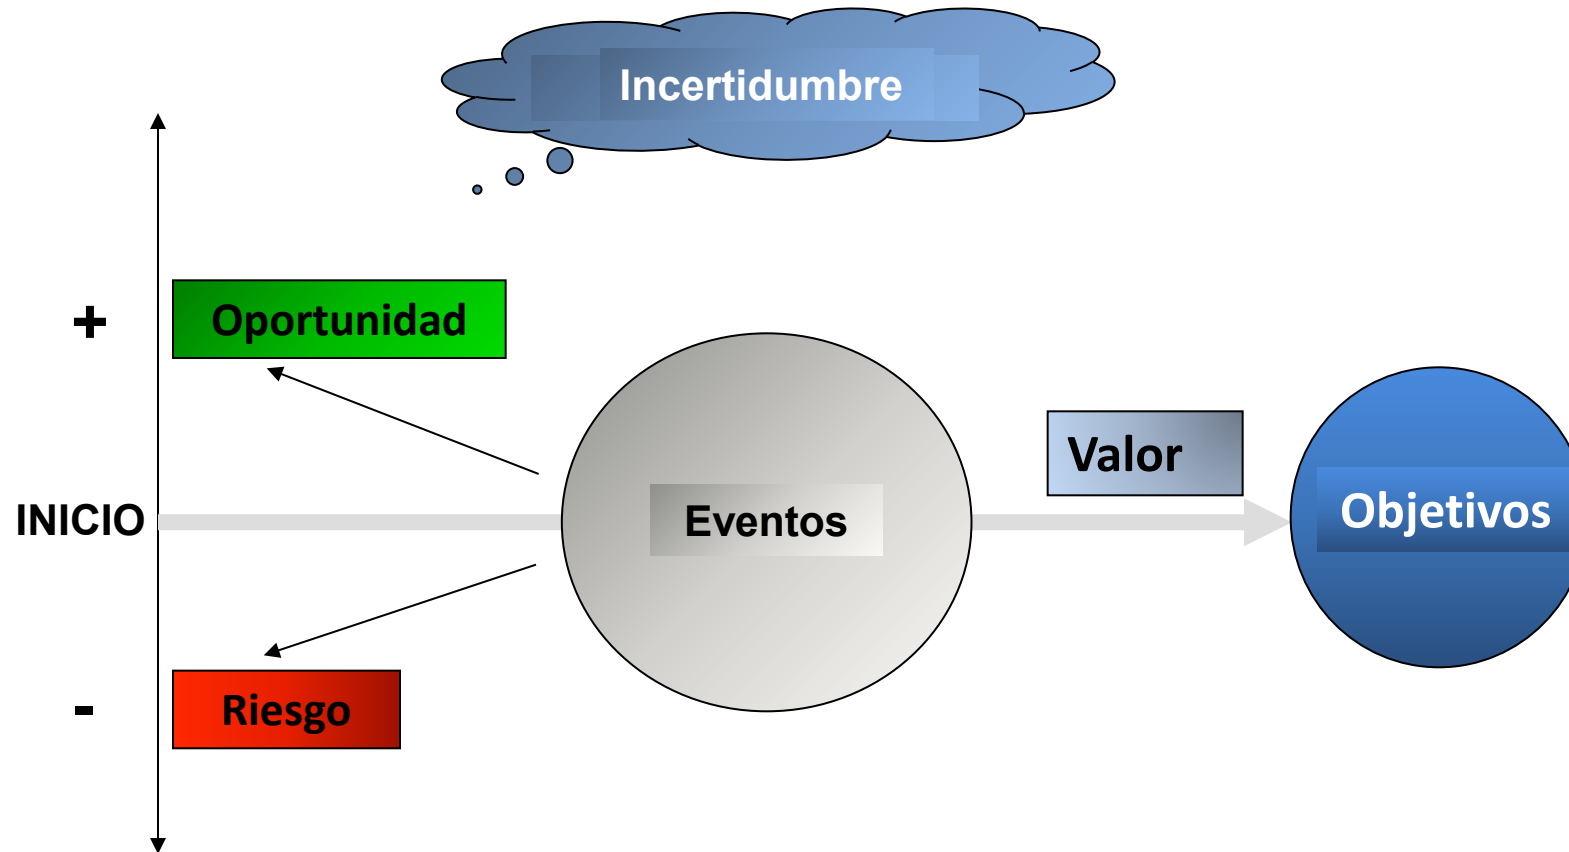 Incertidumbre
+
Oportunidad
Valor
INICIO
Eventos
Objetivos
-
Riesgo